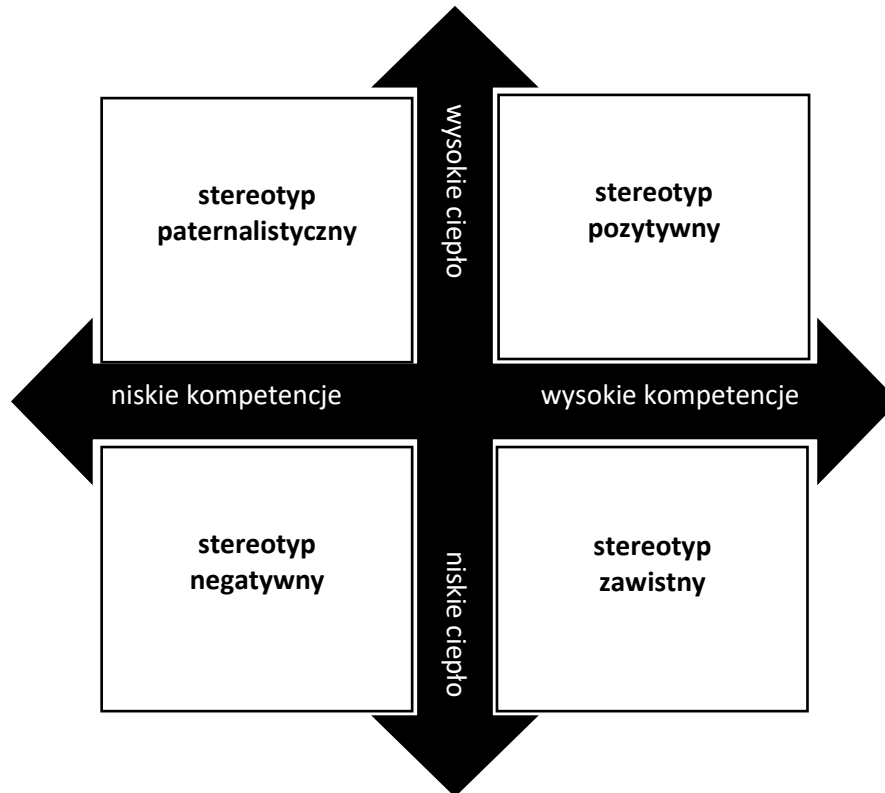 wysokie ciepło
stereotyp
paternalistyczny
stereotyp
pozytywny
niskie kompetencje
wysokie kompetencje
stereotyp
negatywny
niskie ciepło
stereotyp
zawistny